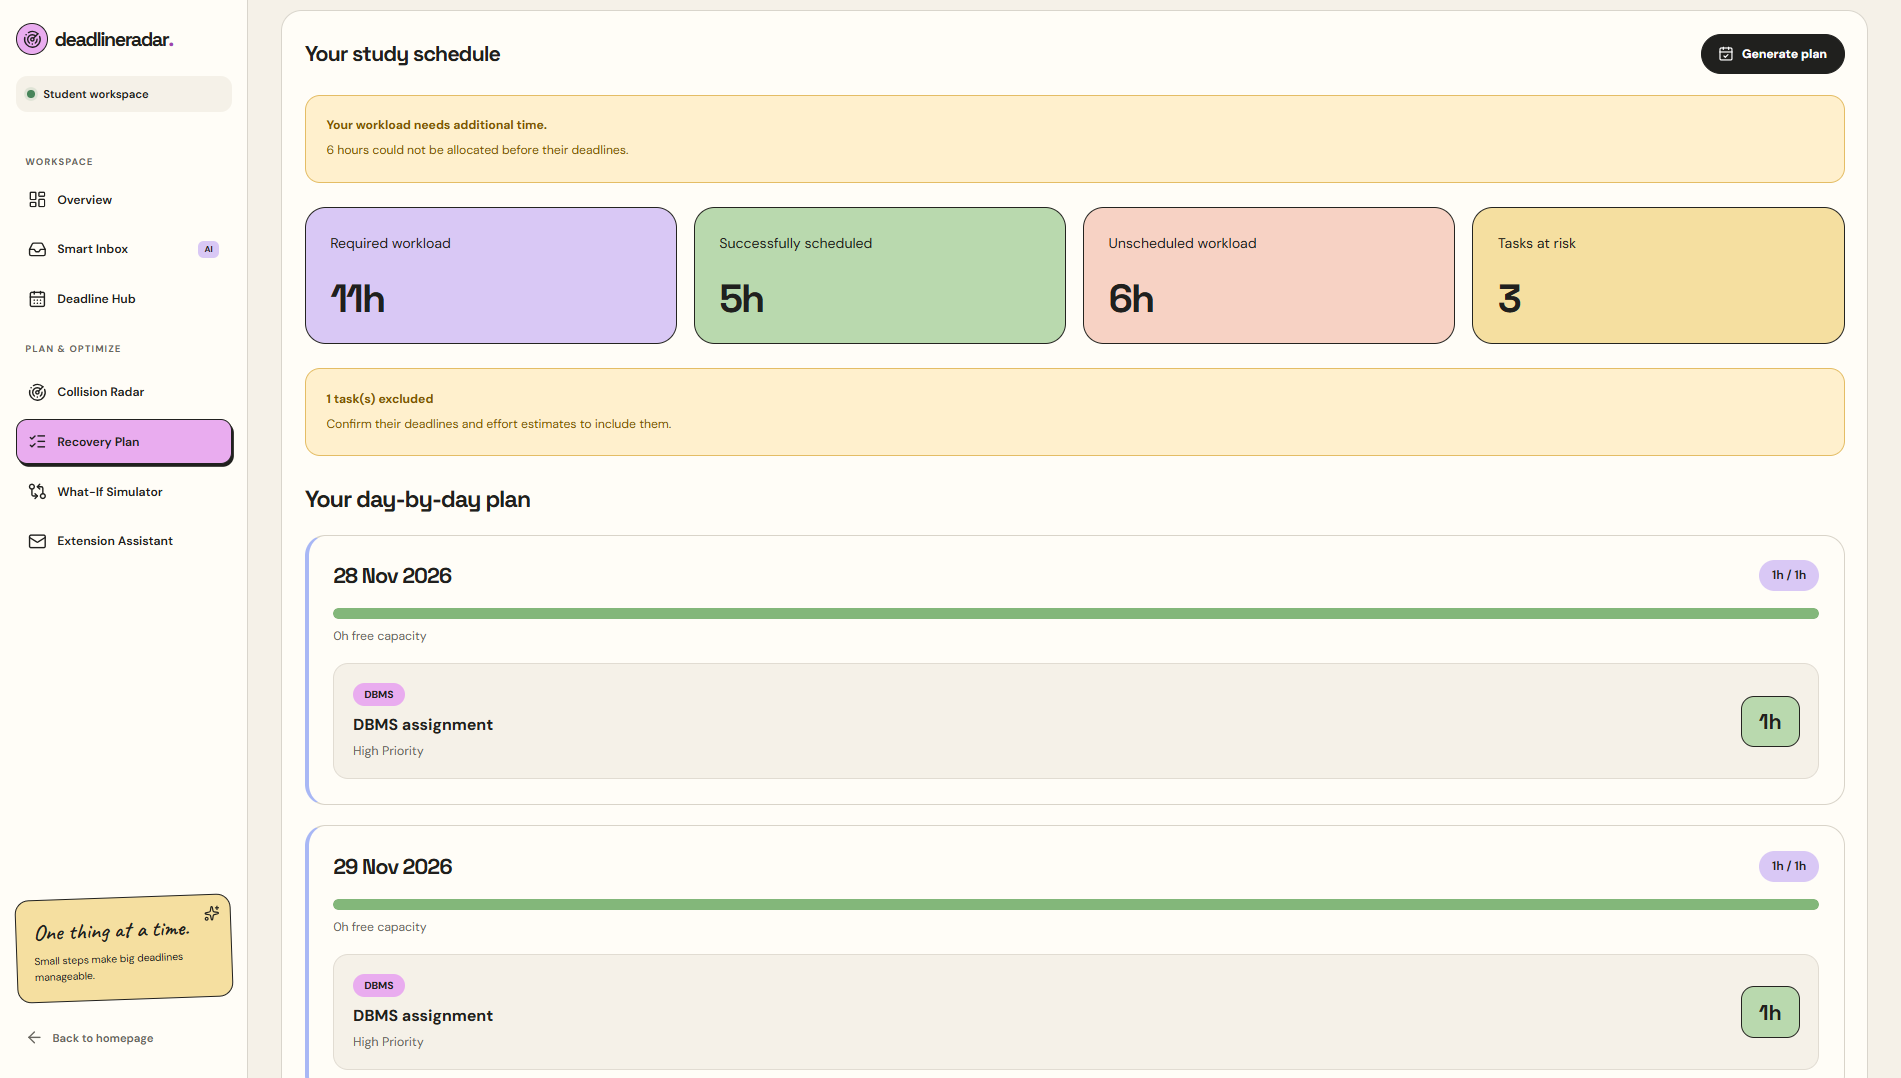 deadlineradar.
Student workspace
WORKSPACE
Overview
Smart Inbox
AI
Deadline Hub
PLAN & OPTIMIZE
Collision Radar
Recovery Plan
What-If Simulator
Extension Assistant
One thing at a time.
Small steps make big deadlines
manageable.
Back to homepage
Your study schedule
Generate plan
Your workload needs additional time.
6 hours could not be allocated before their deadlines.
Required workload
11h
Successfully scheduled
5h
Unscheduled workload
6h
Tasks at risk
3
1 task(s) excluded
Confirm their deadlines and effort estimates to include them.
Your day-by-day plan
28 Nov 2026
1h / 1h
0h free capacity
DBMS
DBMS assignment
High Priority
1h
29 Nov 2026
1h / 1h
0h free capacity
DBMS
DBMS assignment
High Priority
1h